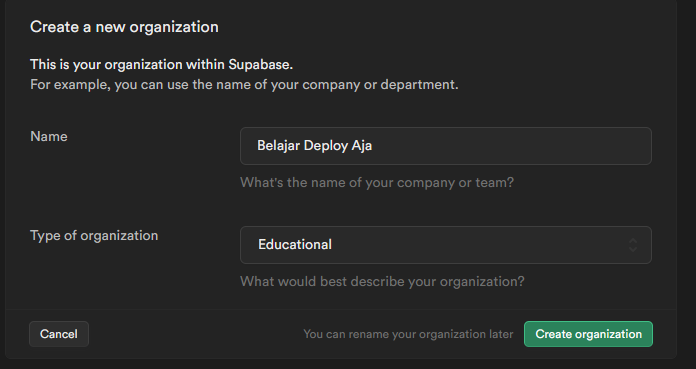 Create a new organization
This is your organization within Supabase.
For example, you can use the name of your company or department.
Name
Belajar Deploy Aja
What's the name of your company or team?
Type of organization
Educational
What would best describe your organization?
Cancel
You can rename your organization later
Create organization